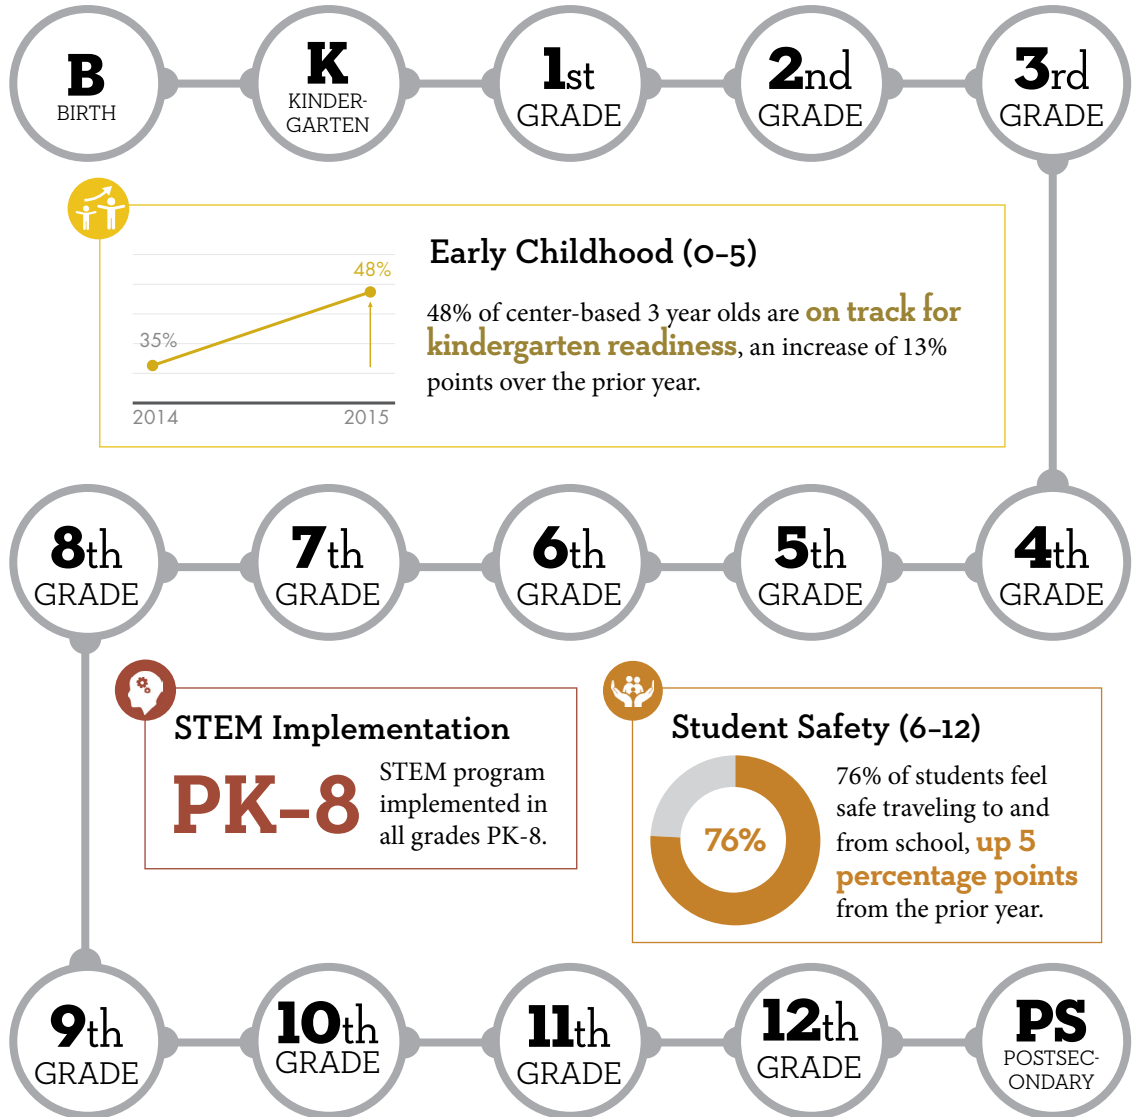 B
BIRTH
K
KINDER-
GARTEN
1st
GRADE
2nd
GRADE
3rd
GRADE
Early Childhood (0–5)
48%
35%
2014
2015
48% of center-based 3 year olds are on track for
kindergarten readiness, an increase of 13%
points over the prior year.
8th
GRADE
7th
GRADE
6th
GRADE
5th
GRADE
4th
GRADE
STEM Implementation
PK–8
STEM program
implemented in
all grades PK-8.
Student Safety (6–12)
76%
76% of students feel
safe traveling to and
from school, up 5
percentage points
from the prior year.
9th
GRADE
10th
GRADE
11th
GRADE
12th
GRADE
PS
POSTSEC-
ONDARY